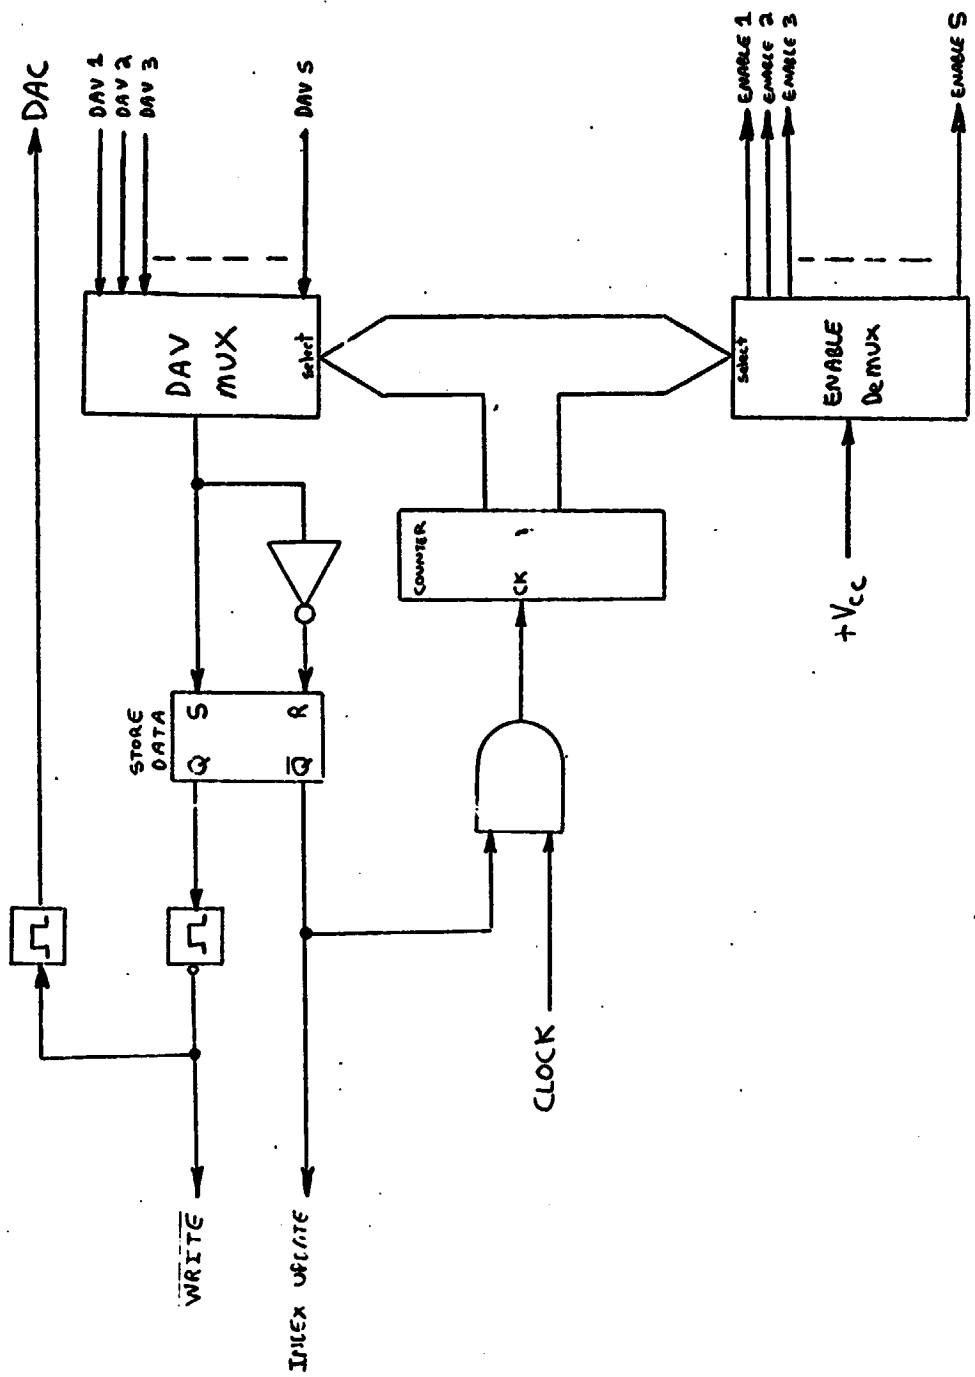 DAC
DAV 1
DAV 2
DAV 3
DAV S
DAV
MUX
Select
STORE
DATA
S
R
Q
Q̅
W̅R̅I̅T̅E̅
INDEX UPDATE
COUNTER
CK
CLOCK
Select
ENABLE
DeMUX
+Vcc
ENABLE 1
ENABLE 2
ENABLE 3
ENABLE S